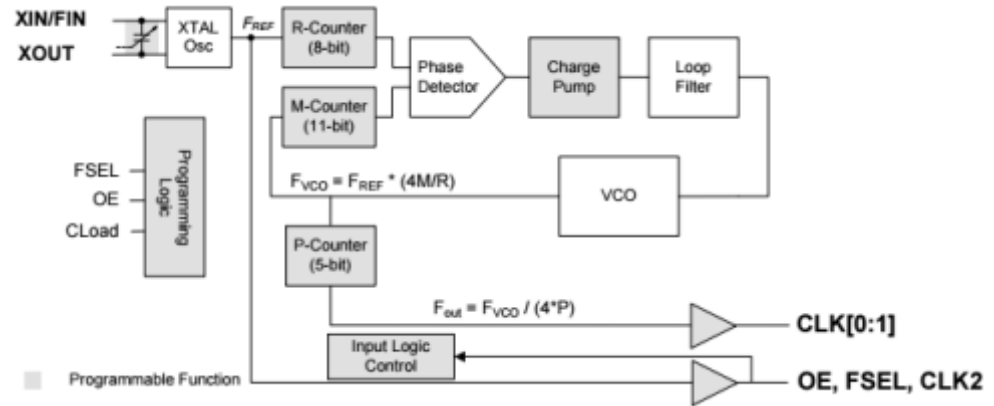 XIN/FIN
XOUT
XTAL
Osc
FREF
R-Counter
(8-bit)
M-Counter
(11-bit)
Phase
Detector
Charge
Pump
Loop
Filter
FSEL
OE
CLoad
Programming
Logic
FVCO = FREF * (4M/R)
VCO
P-Counter
(5-bit)
Fout = FVCO / (4*P)
CLK[0:1]
Input Logic
Control
OE, FSEL, CLK2
Programmable Function